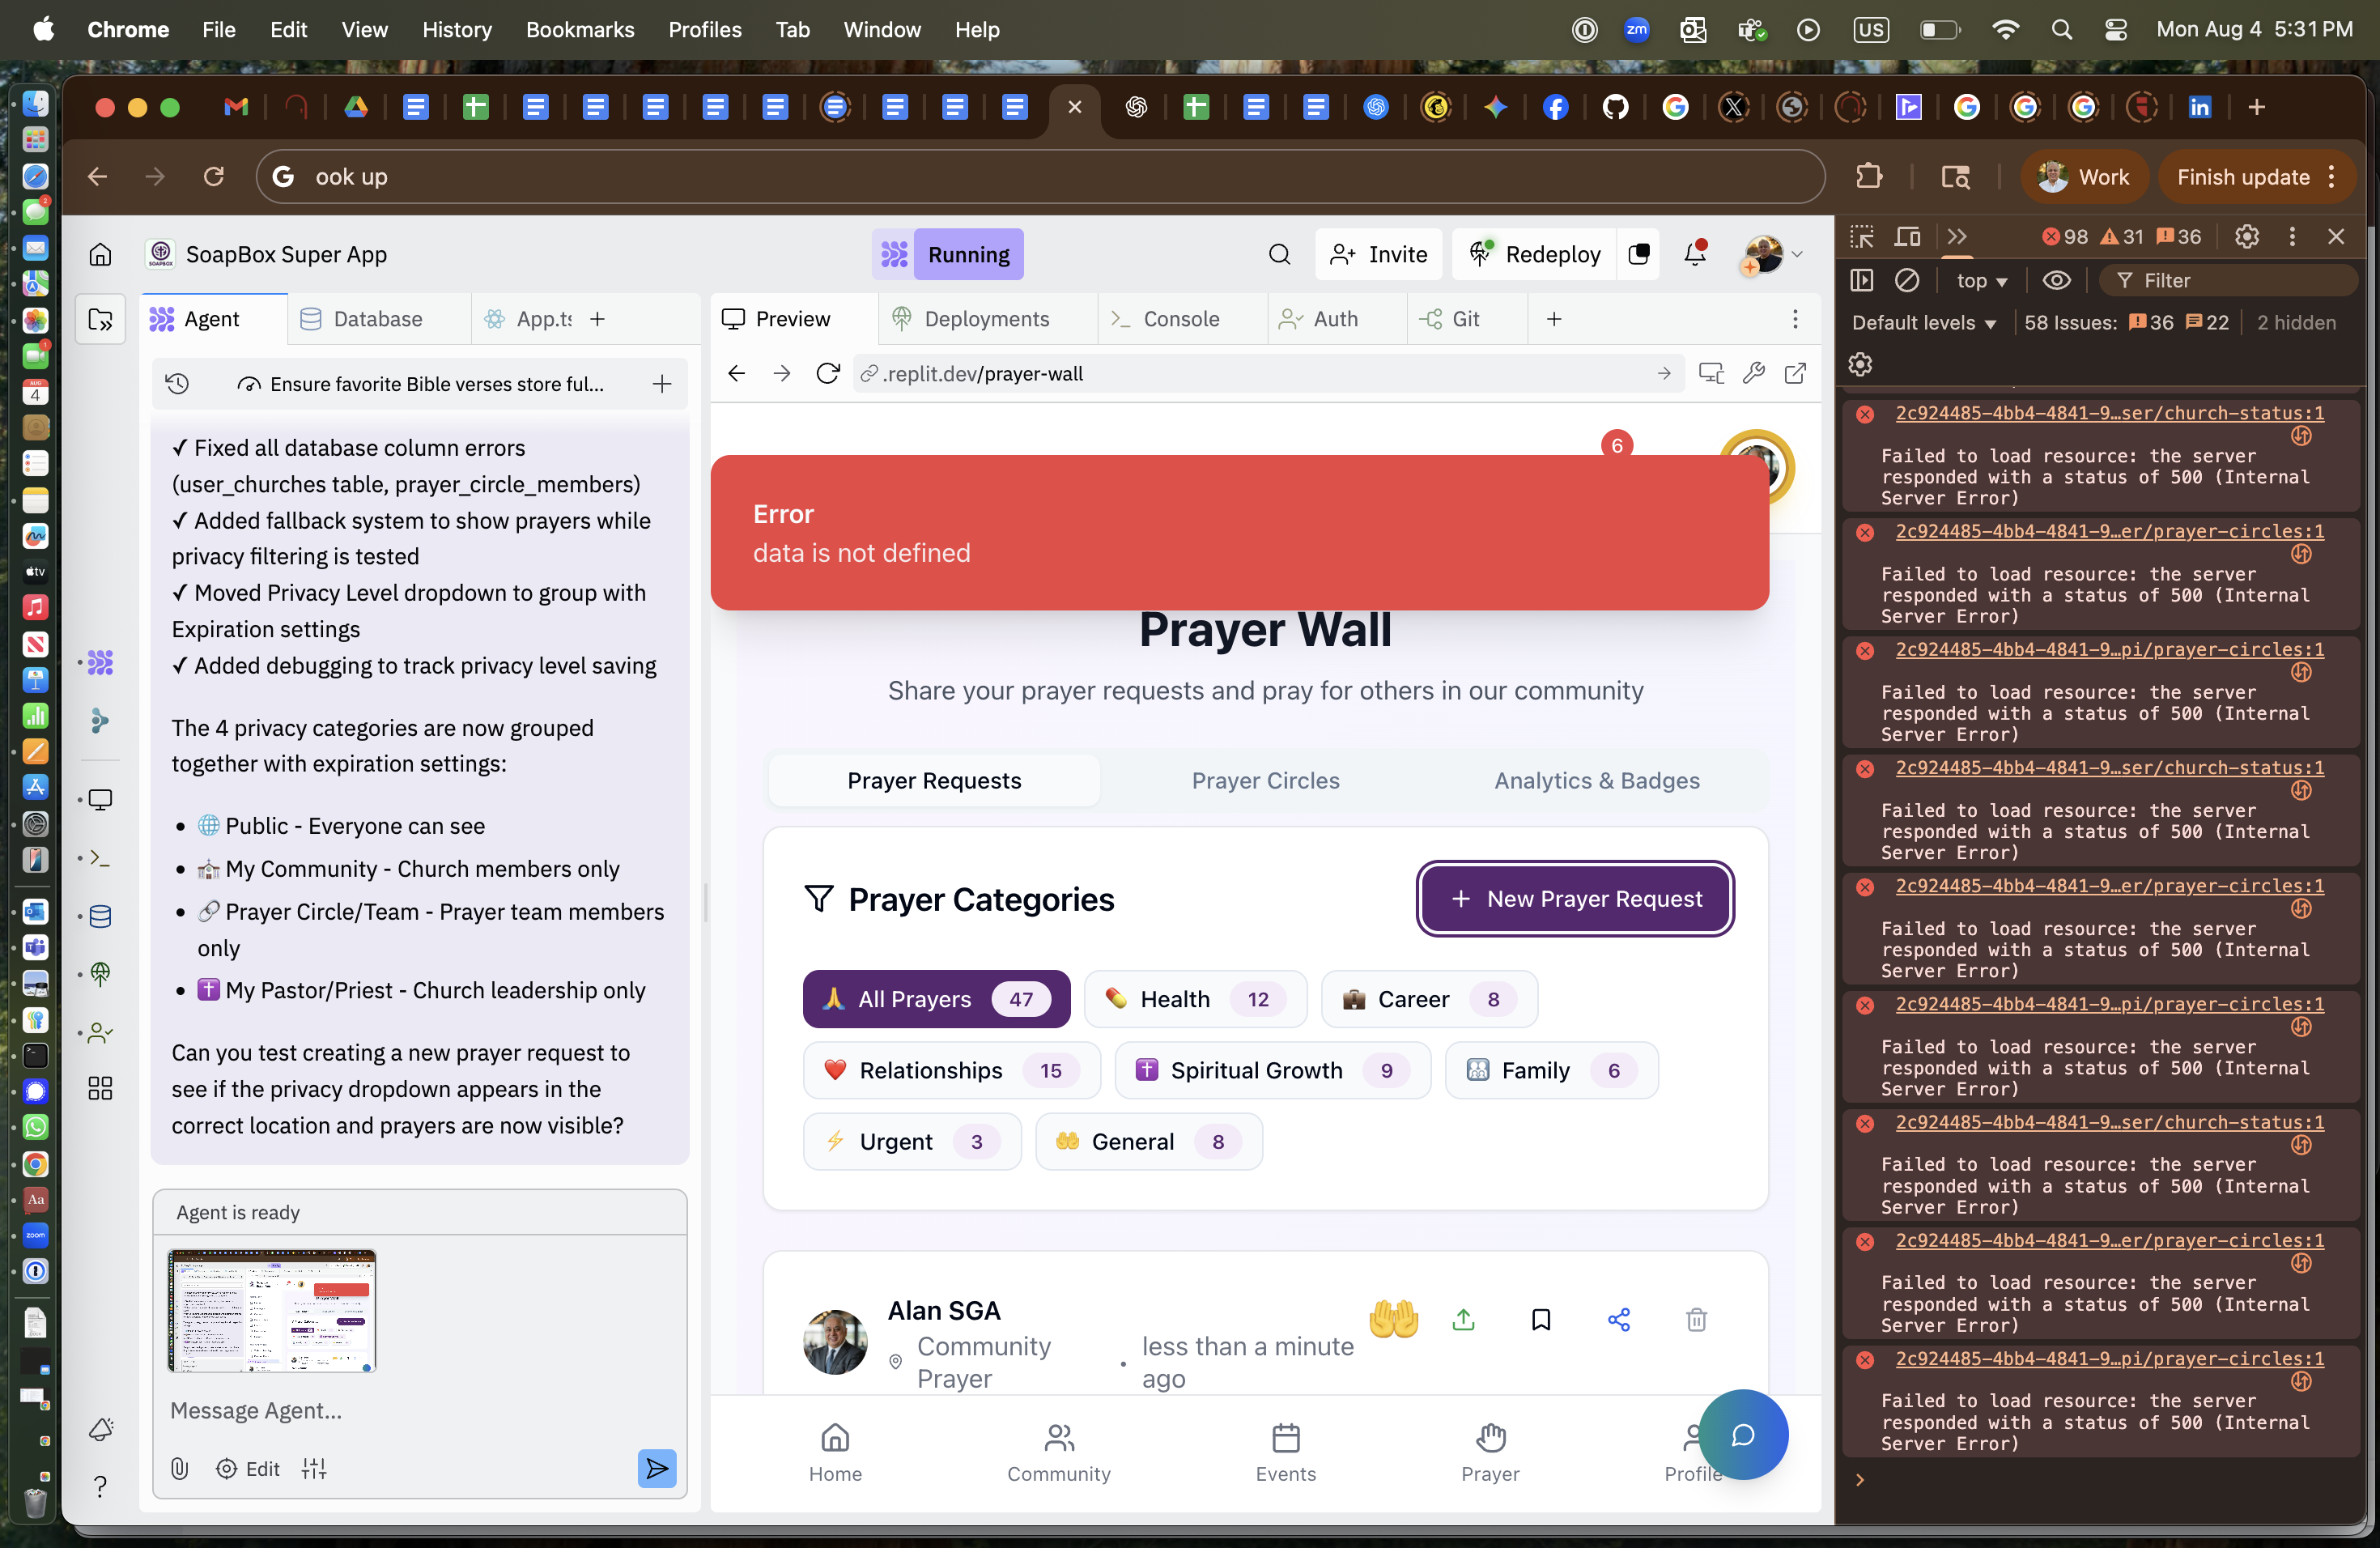 Chrome File Edit View History Bookmarks Profiles Tab Window Help
zm
US
Mon Aug 4 5:31 PM
ook up
Work
Finish update
SoapBox Super App
Running
Invite
Redeploy
98 31 36
top
Filter
Default levels
58 Issues: 36 22
2 hidden
Agent
Database
App.ts
Preview
Deployments
Console
Auth
Git
Ensure favorite Bible verses store ful...
.replit.dev/prayer-wall
✓ Fixed all database column errors
(user_churches table, prayer_circle_members)
✓ Added fallback system to show prayers while
privacy filtering is tested
✓ Moved Privacy Level dropdown to group with
Expiration settings
✓ Added debugging to track privacy level saving
The 4 privacy categories are now grouped
together with expiration settings:
• 🌐 Public - Everyone can see
• ⛪ My Community - Church members only
• 🔗 Prayer Circle/Team - Prayer team members
only
• ✝️ My Pastor/Priest - Church leadership only
Can you test creating a new prayer request to
see if the privacy dropdown appears in the
correct location and prayers are now visible?
Agent is ready
Message Agent...
Edit
6
Error
data is not defined
Prayer Wall
Share your prayer requests and pray for others in our community
Prayer Requests
Prayer Circles
Analytics & Badges
Prayer Categories
+ New Prayer Request
🙏 All Prayers 47
💊 Health 12
💼 Career 8
❤️ Relationships 15
✝️ Spiritual Growth 9
Family 6
⚡ Urgent 3
🤲 General 8
Alan SGA
Community
Prayer
• less than a minute
ago
Home
Community
Events
Prayer
Profile
2c924485-4bb4-4841-9…ser/church-status:1
Failed to load resource: the server
responded with a status of 500 (Internal
Server Error)
2c924485-4bb4-4841-9…er/prayer-circles:1
Failed to load resource: the server
responded with a status of 500 (Internal
Server Error)
2c924485-4bb4-4841-9…pi/prayer-circles:1
Failed to load resource: the server
responded with a status of 500 (Internal
Server Error)
2c924485-4bb4-4841-9…ser/church-status:1
Failed to load resource: the server
responded with a status of 500 (Internal
Server Error)
2c924485-4bb4-4841-9…er/prayer-circles:1
Failed to load resource: the server
responded with a status of 500 (Internal
Server Error)
2c924485-4bb4-4841-9…pi/prayer-circles:1
Failed to load resource: the server
responded with a status of 500 (Internal
Server Error)
2c924485-4bb4-4841-9…ser/church-status:1
Failed to load resource: the server
responded with a status of 500 (Internal
Server Error)
2c924485-4bb4-4841-9…er/prayer-circles:1
Failed to load resource: the server
responded with a status of 500 (Internal
Server Error)
2c924485-4bb4-4841-9…pi/prayer-circles:1
Failed to load resource: the server
responded with a status of 500 (Internal
Server Error)